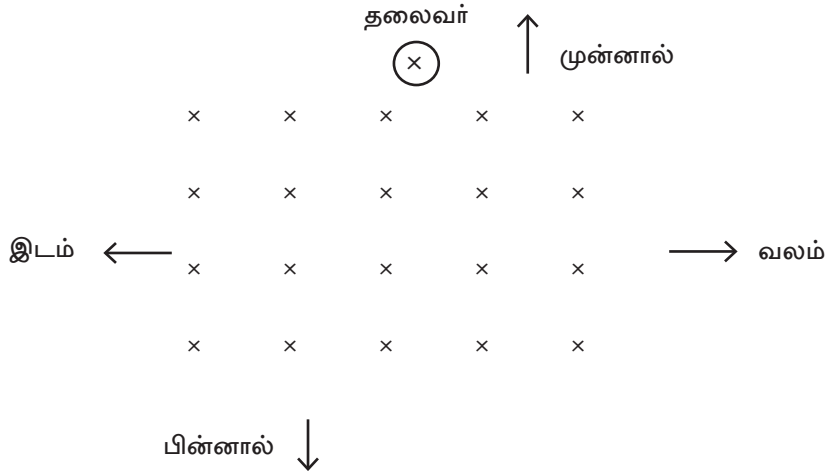 தலைவர்
முன்னால்
இடம்
வலம்
பின்னால்